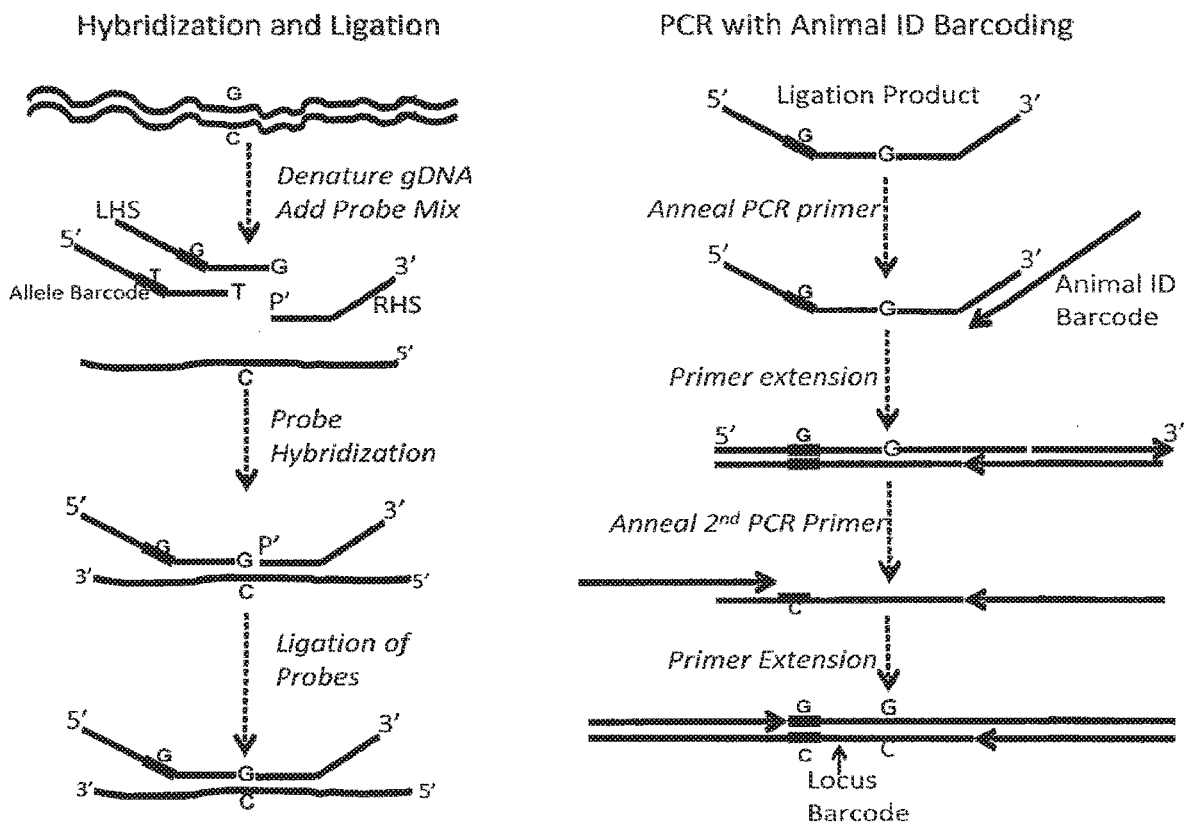 Hybridization and Ligation
G
C
Denature gDNA
Add Probe Mix
LHS
5'
G
G
T
Allele Barcode
T
3'
P'
RHS
5'
C
Probe
Hybridization
5'
3'
G
G
P'
3'
C
5'
Ligation of
Probes
5'
3'
G
G
3'
C
5'
PCR with Animal ID Barcoding
5'
Ligation Product
3'
G
G
Anneal PCR primer
5'
3'
G
G
Animal ID
Barcode
Primer extension
5'
G
G
3'
Anneal 2nd PCR Primer
C
Primer Extension
G
G
C
C
Locus
Barcode